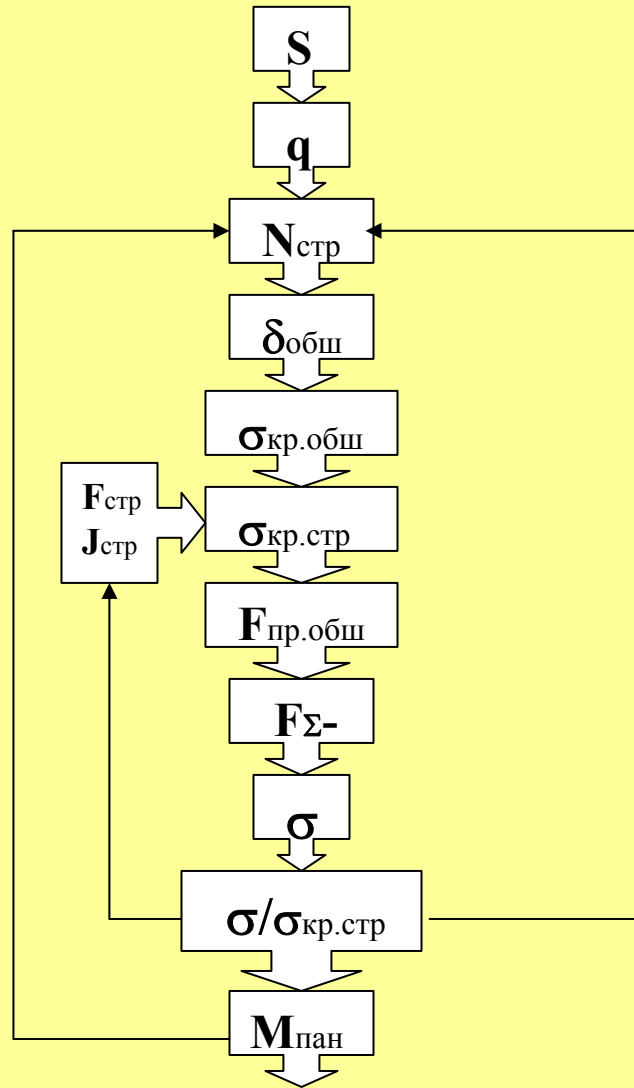 S
q
Nстр
δобш
σкр.обш
Fстр
Jстр
σкр.стр
Fпр.обш
FΣ-
σ
σ/σкр.стр
Mпан